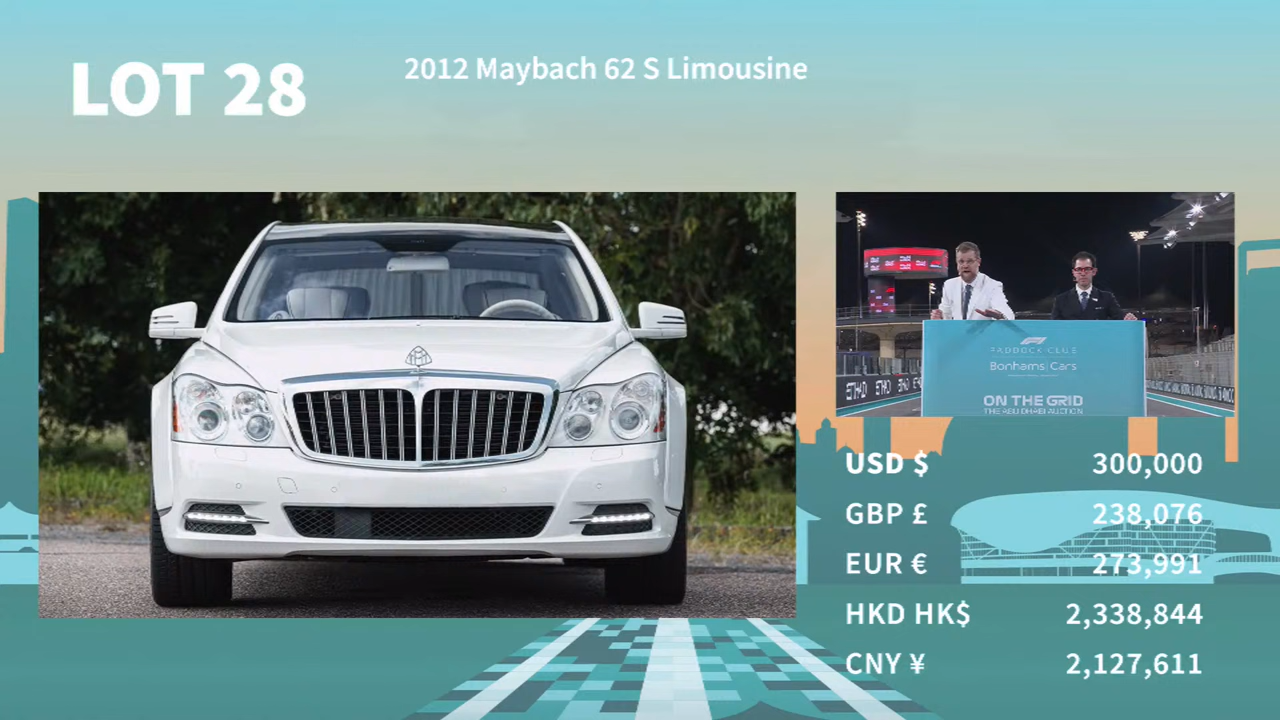 LOT 28
2012 Maybach 62 S Limousine
F1
PADDOCK CLUB
Bonhams|Cars
ON THE GRID
THE ABU DHABI AUCTION
USD $ 300,000
GBP £ 238,076
EUR € 273,991
HKD HK$ 2,338,844
CNY ¥ 2,127,611